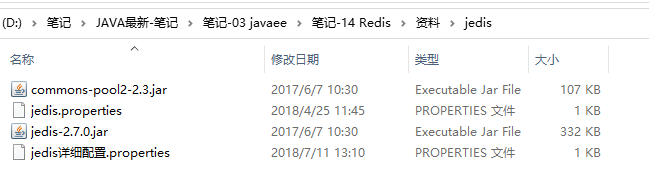 (D:) › 笔记 › JAVA最新-笔记 › 笔记-03 javaee › 笔记-14 Redis › 资料 › jedis
名称 修改日期 类型 大小
commons-pool2-2.3.jar 2017/6/7 10:30 Executable Jar File 107 KB
jedis.properties 2018/4/25 11:45 PROPERTIES 文件 1 KB
jedis-2.7.0.jar 2017/6/7 10:30 Executable Jar File 332 KB
jedis详细配置.properties 2018/7/11 13:10 PROPERTIES 文件 1 KB